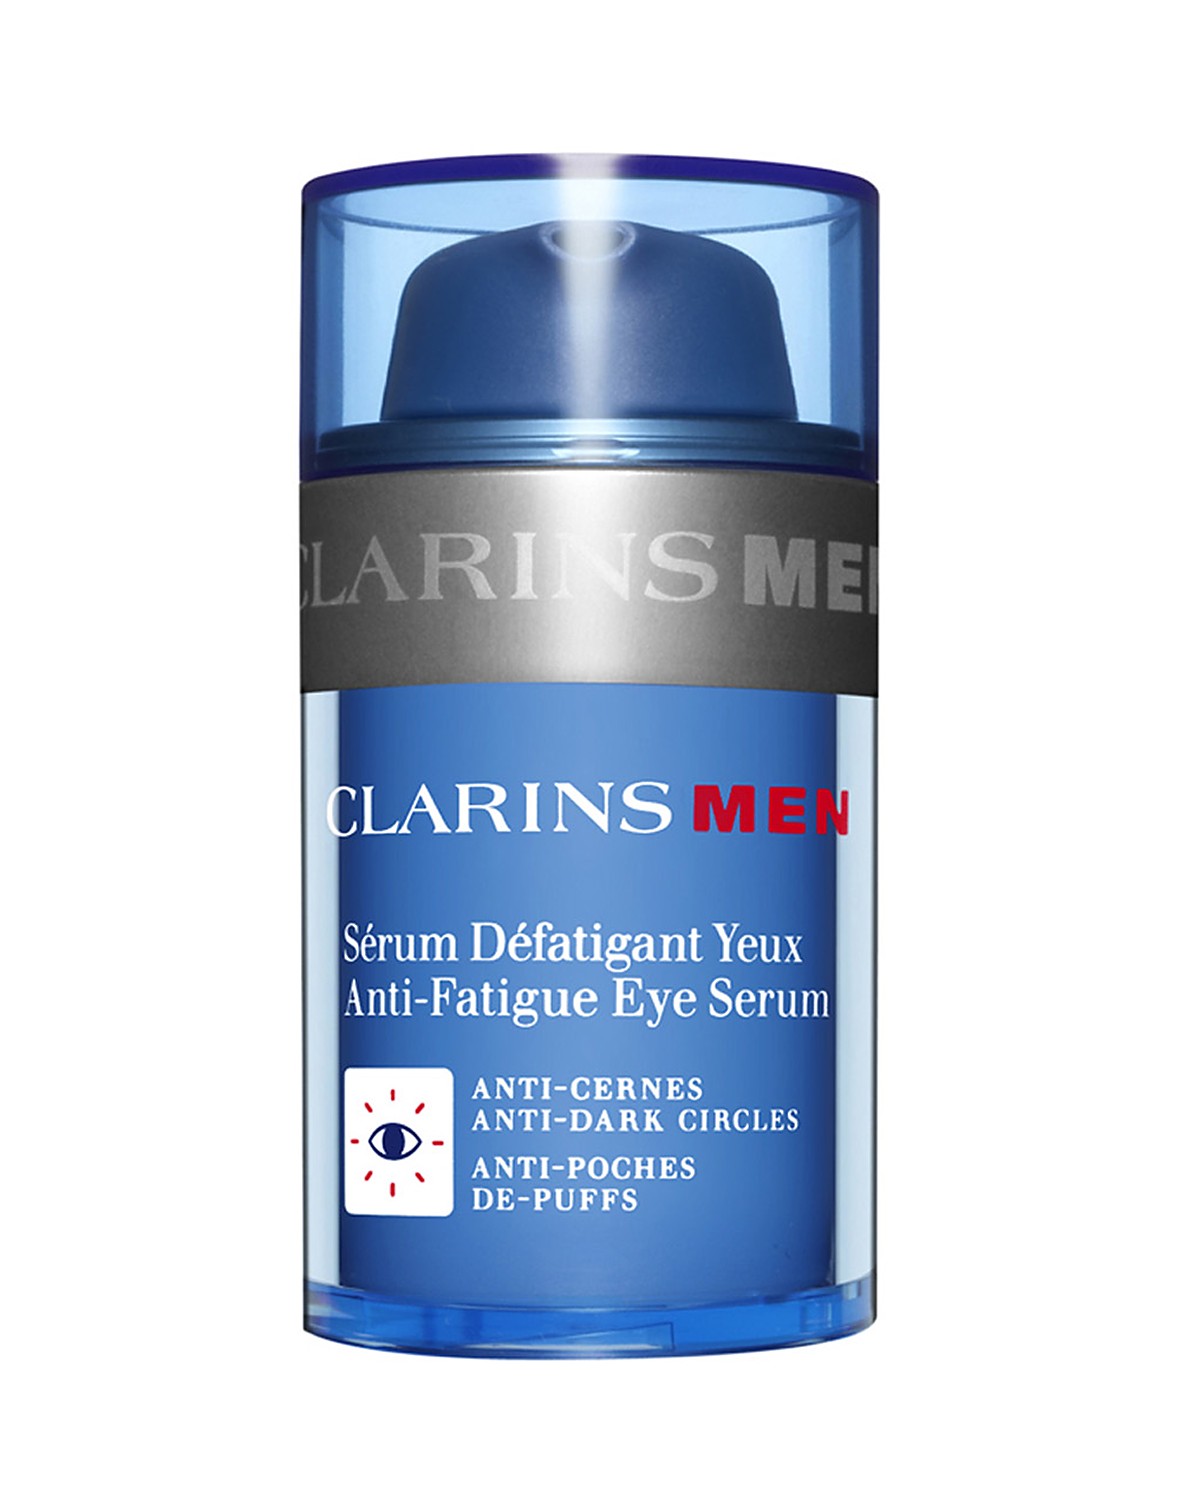 CLARINS MEN
CLARINS MEN
Sérum Défatigant Yeux
Anti-Fatigue Eye Serum
ANTI-CERNES
ANTI-DARK CIRCLES
ANTI-POCHES
DE-PUFFS